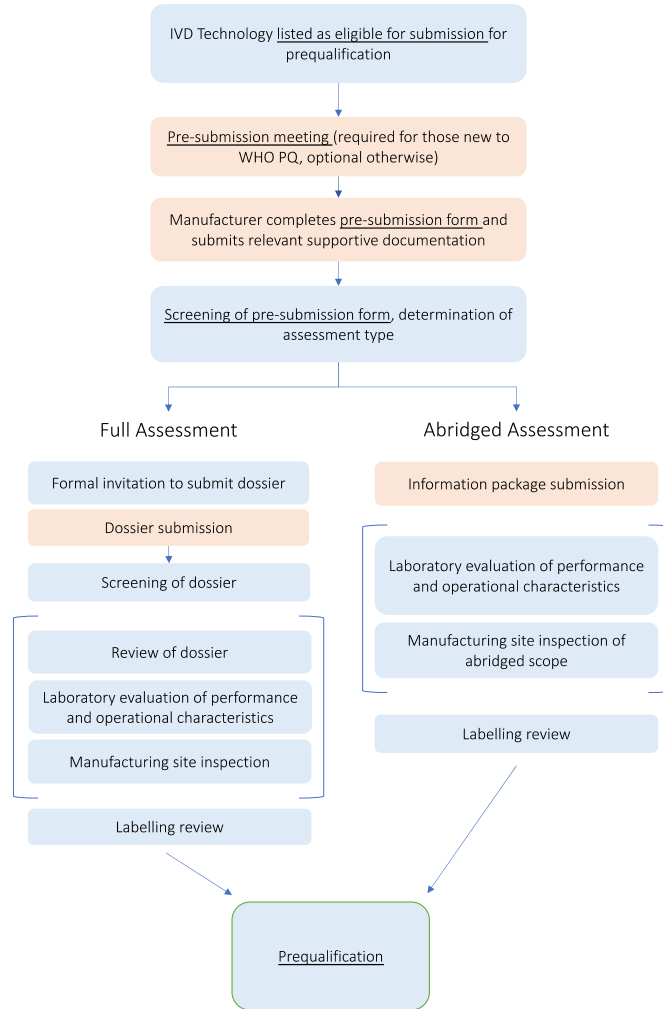 IVD Technology listed as eligible for submission for
prequalification
Pre-submission meeting (required for those new to
WHO PQ, optional otherwise)
Manufacturer completes pre-submission form and
submits relevant supportive documentation
Screening of pre-submission form, determination of
assessment type
Full Assessment
Formal invitation to submit dossier
Dossier submission
Screening of dossier
Review of dossier
Laboratory evaluation of performance
and operational characteristics
Manufacturing site inspection
Labelling review
Abridged Assessment
Information package submission
Laboratory evaluation of performance
and operational characteristics
Manufacturing site inspection of
abridged scope
Labelling review
Prequalification